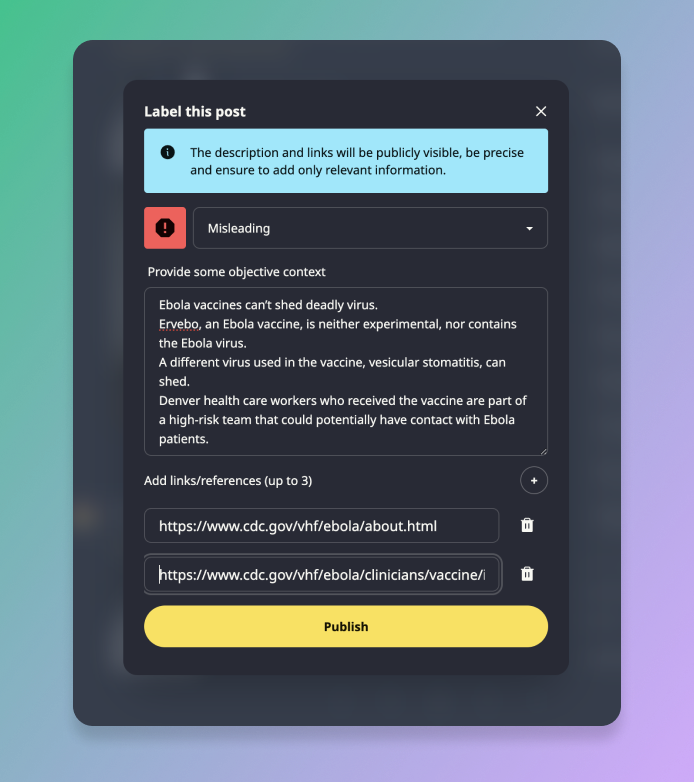 Label this post
The description and links will be publicly visible, be precise
and ensure to add only relevant information.
Misleading
Provide some objective context
Ebola vaccines can't shed deadly virus.
Ervebo, an Ebola vaccine, is neither experimental, nor contains
the Ebola virus.
A different virus used in the vaccine, vesicular stomatitis, can
shed.
Denver health care workers who received the vaccine are part of
a high-risk team that could potentially have contact with Ebola
patients.
Add links/references (up to 3)
https://www.cdc.gov/vhf/ebola/about.html
https://www.cdc.gov/vhf/ebola/clinicians/vaccine/i
Publish